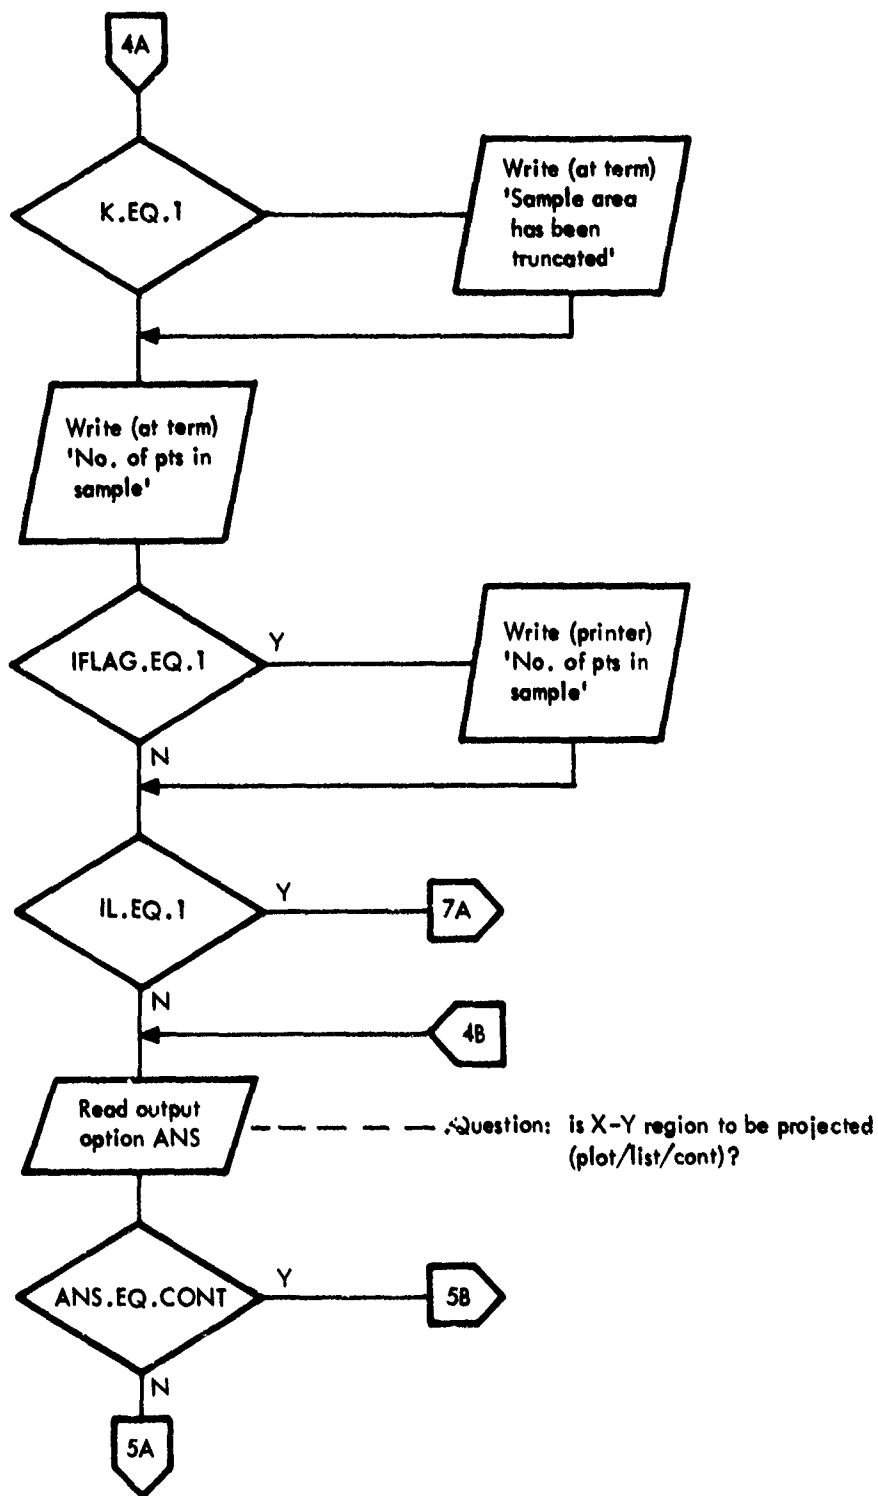 4A
K.EQ.1
Write (at term)
'Sample area
has been
truncated'
Write (at term)
'No. of pts in
sample'
IFLAG.EQ.1
Y
Write (printer)
'No. of pts in
sample'
N
IL.EQ.1
Y
7A
N
4B
Read output
option ANS
Question: is X-Y region to be projected
(plot/list/cont)?
ANS.EQ.CONT
Y
5B
N
5A